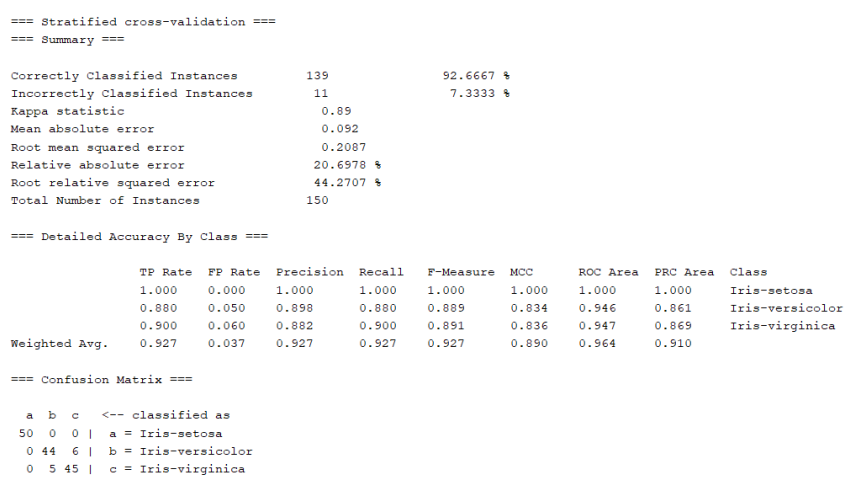 === Stratified cross-validation ===
=== Summary ===
Correctly Classified Instances 139 92.6667 %
Incorrectly Classified Instances 11 7.3333 %
Kappa statistic 0.89
Mean absolute error 0.092
Root mean squared error 0.2087
Relative absolute error 20.6978 %
Root relative squared error 44.2707 %
Total Number of Instances 150
=== Detailed Accuracy By Class ===
TP Rate FP Rate Precision Recall F-Measure MCC ROC Area PRC Area Class
1.000 0.000 1.000 1.000 1.000 1.000 1.000 1.000 Iris-setosa
0.880 0.050 0.898 0.880 0.889 0.834 0.946 0.861 Iris-versicolor
0.900 0.060 0.882 0.900 0.891 0.836 0.947 0.869 Iris-virginica
Weighted Avg. 0.927 0.037 0.927 0.927 0.927 0.890 0.964 0.910
=== Confusion Matrix ===
a b c <-- classified as
50 0 0 | a = Iris-setosa
0 44 6 | b = Iris-versicolor
0 5 45 | c = Iris-virginica